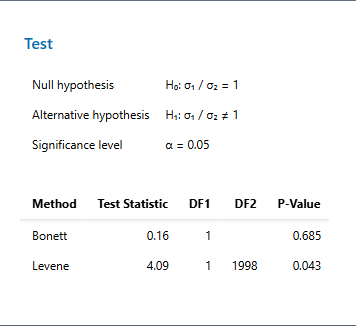 Test
Null hypothesis H₀: σ₁ / σ₂ = 1
Alternative hypothesis H₁: σ₁ / σ₂ ≠ 1
Significance level α = 0.05
Method Test Statistic DF1 DF2 P-Value
Bonett 0.16 1 0.685
Levene 4.09 1 1998 0.043